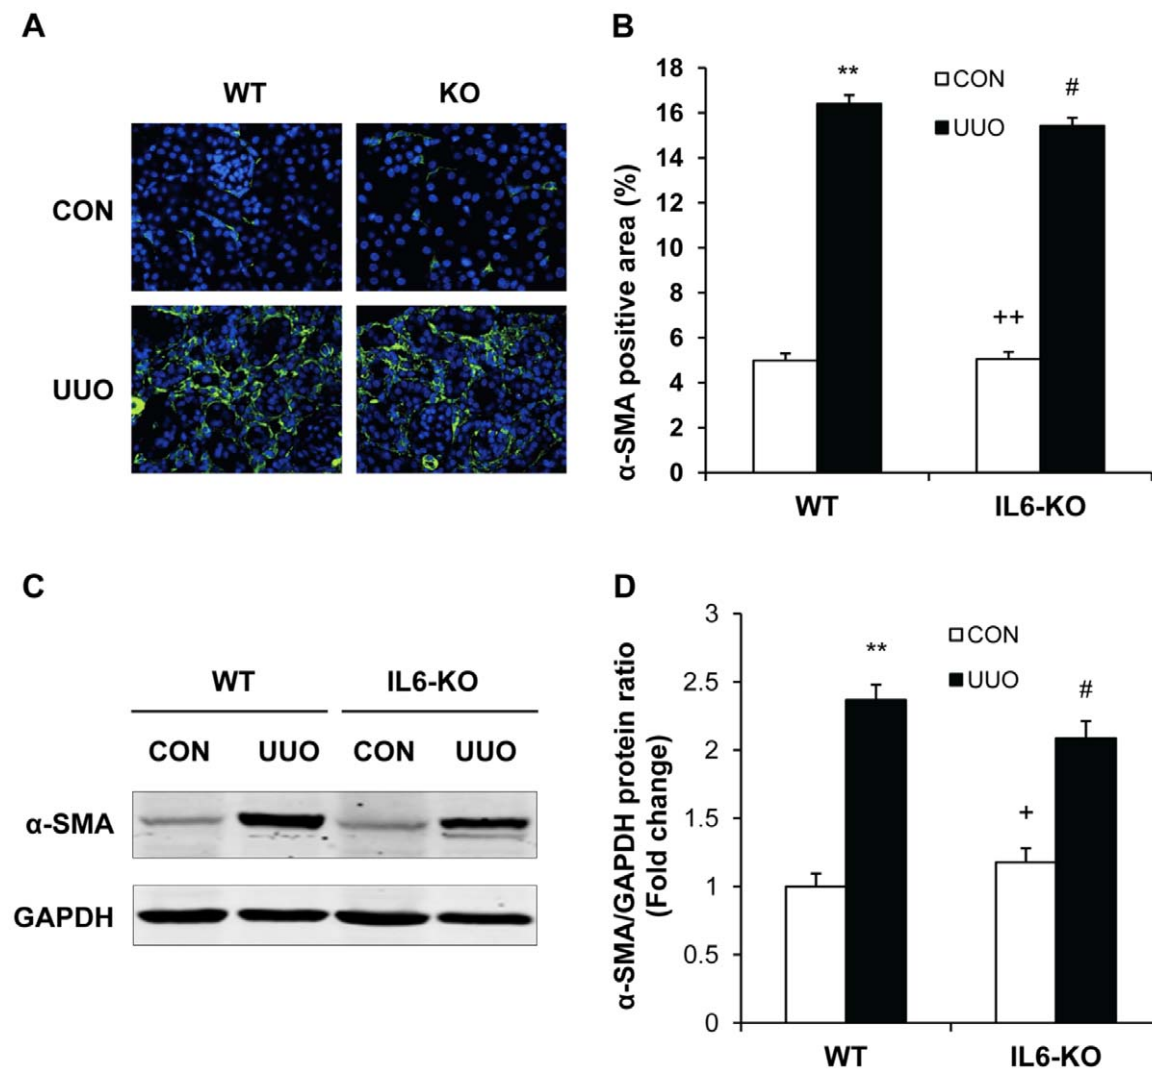 A
WT KO
CON
UUO
B
α-SMA positive area (%)
18
16
14
12
10
8
6
4
2
0
CON
UUO
**
++
#
WT IL6-KO
C
WT IL6-KO
CON UUO CON UUO
α-SMA
GAPDH
D
α-SMA/GAPDH protein ratio
(Fold change)
3
2.5
2
1.5
1
0.5
0
CON
UUO
**
+
#
WT IL6-KO